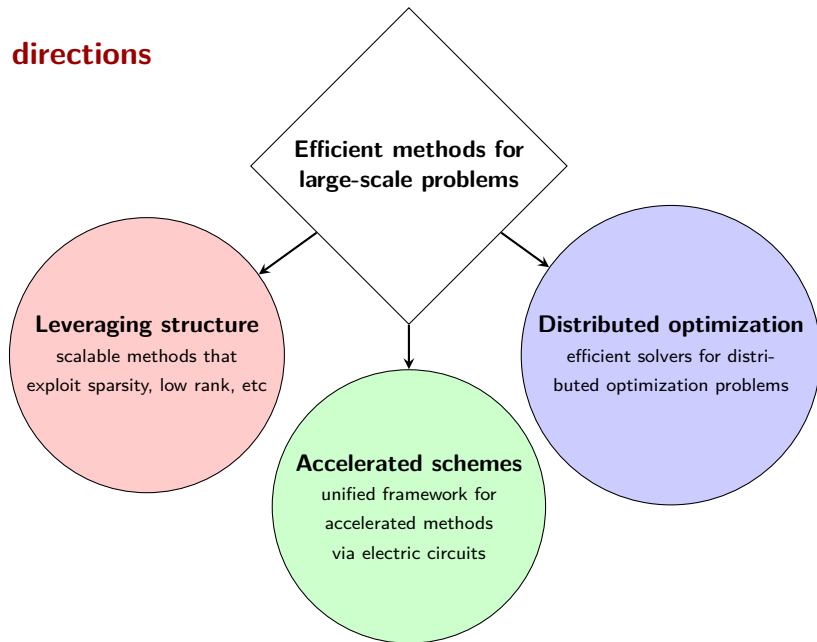 directions
Efficient methods for
large-scale problems
Leveraging structure
scalable methods that
exploit sparsity, low rank, etc
Accelerated schemes
unified framework for
accelerated methods
via electric circuits
Distributed optimization
efficient solvers for distri-
buted optimization problems